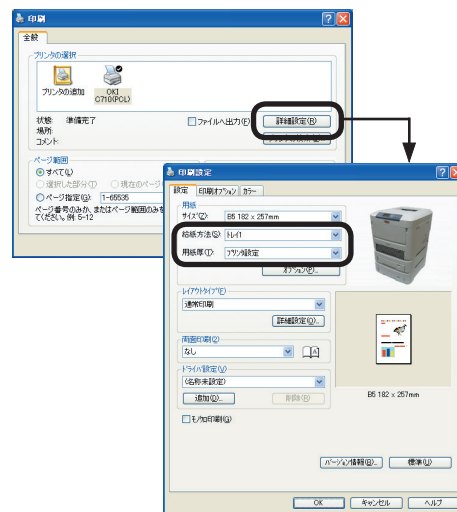 印刷
全般
プリンタの選択
プリンタの追加
OKI
C710(PCL)
状態: 準備完了
場所:
コメント:
ファイルへ出力(F)
詳細設定(R)
ページ範囲
すべて(L)
選択した部分(T)
現在のページ
ページ指定(G): 1-65535
ページ番号のみか、またはページ範囲のみを
てください。例 5-12
印刷設定
設定 印刷オプション カラー
用紙
サイズ(Z): B5 182 x 257mm
給紙方法(S): トレイ1
用紙厚(T): プリンタ設定
オプション(P)...
レイアウトタイプ(E)
通常印刷
詳細設定(O)...
両面印刷(2)
なし
A
ドライバ設定(V)
(名称未設定)
追加(D)...
削除(R)
B5 182 x 257mm
モノクロ印刷(G)
バージョン情報(B)...
標準(U)
OK
キャンセル
ヘルプ